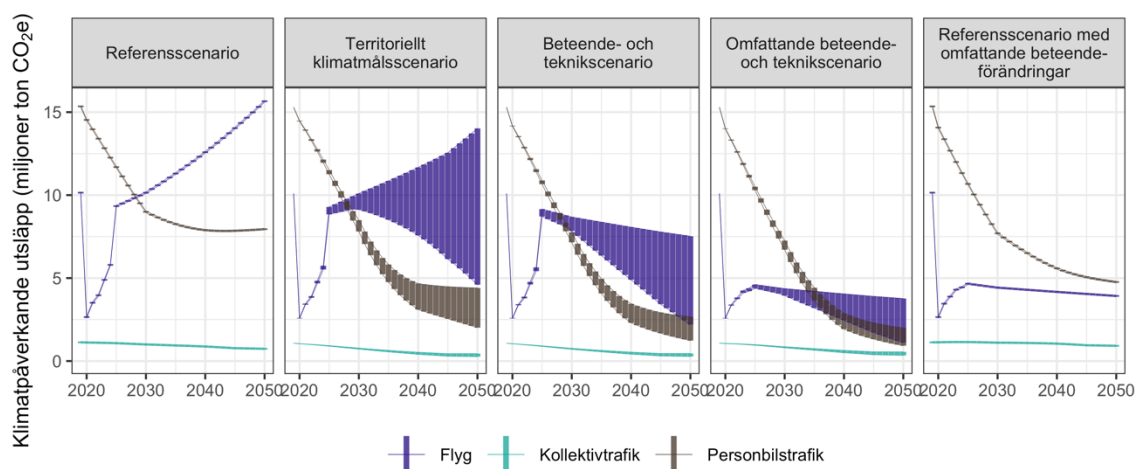 Klimatpåverkande utsläpp (miljoner ton CO₂e)
Referensscenario
Territoriellt
klimatmålsscenario
Beteende- och
teknikscenario
Omfattande beteende-
och teknikscenario
Referensscenario med
omfattande beteende-
förändringar
15
10
5
0
2020 2030 2040 2050
2020 2030 2040 2050
2020 2030 2040 2050
2020 2030 2040 2050
2020 2030 2040 2050
Flyg Kollektivtrafik Personbilstrafik